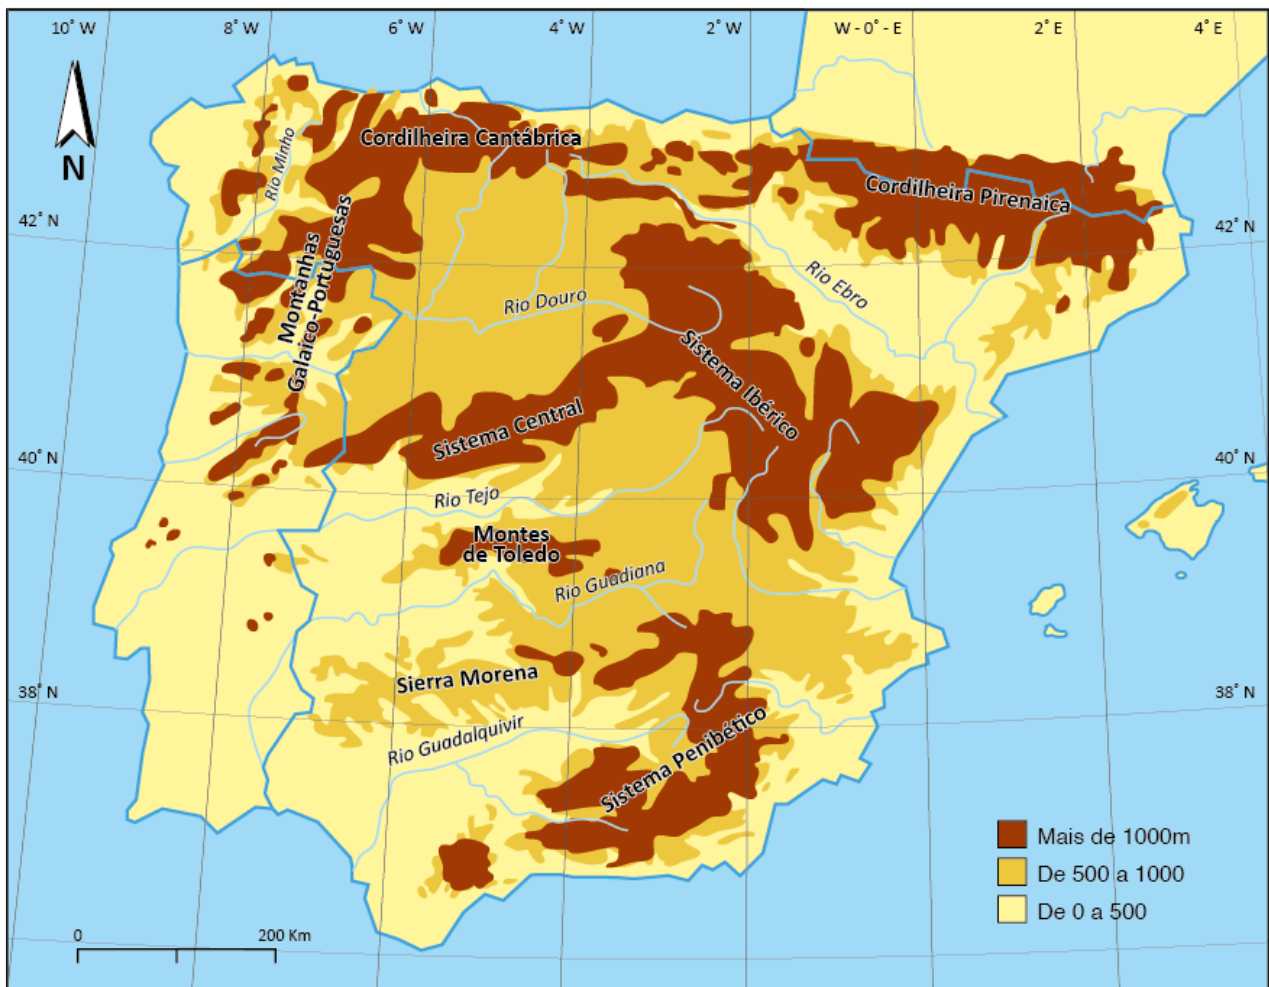 10° W
8° W
6° W
4° W
2° W
W - 0° - E
2° E
4° E
N
Cordilheira Cantábrica
Rio Minho
Cordilheira Pirenaica
42° N
42° N
Montanhas
Galaico-Portuguesas
Rio Ebro
Rio Douro
Sistema Ibérico
Sistema Central
40° N
40° N
Rio Tejo
Montes
de Toledo
Rio Guadiana
Sierra Morena
38° N
38° N
Rio Guadalquivir
Sistema Penibético
Mais de 1000m
De 500 a 1000
De 0 a 500
0
200 Km